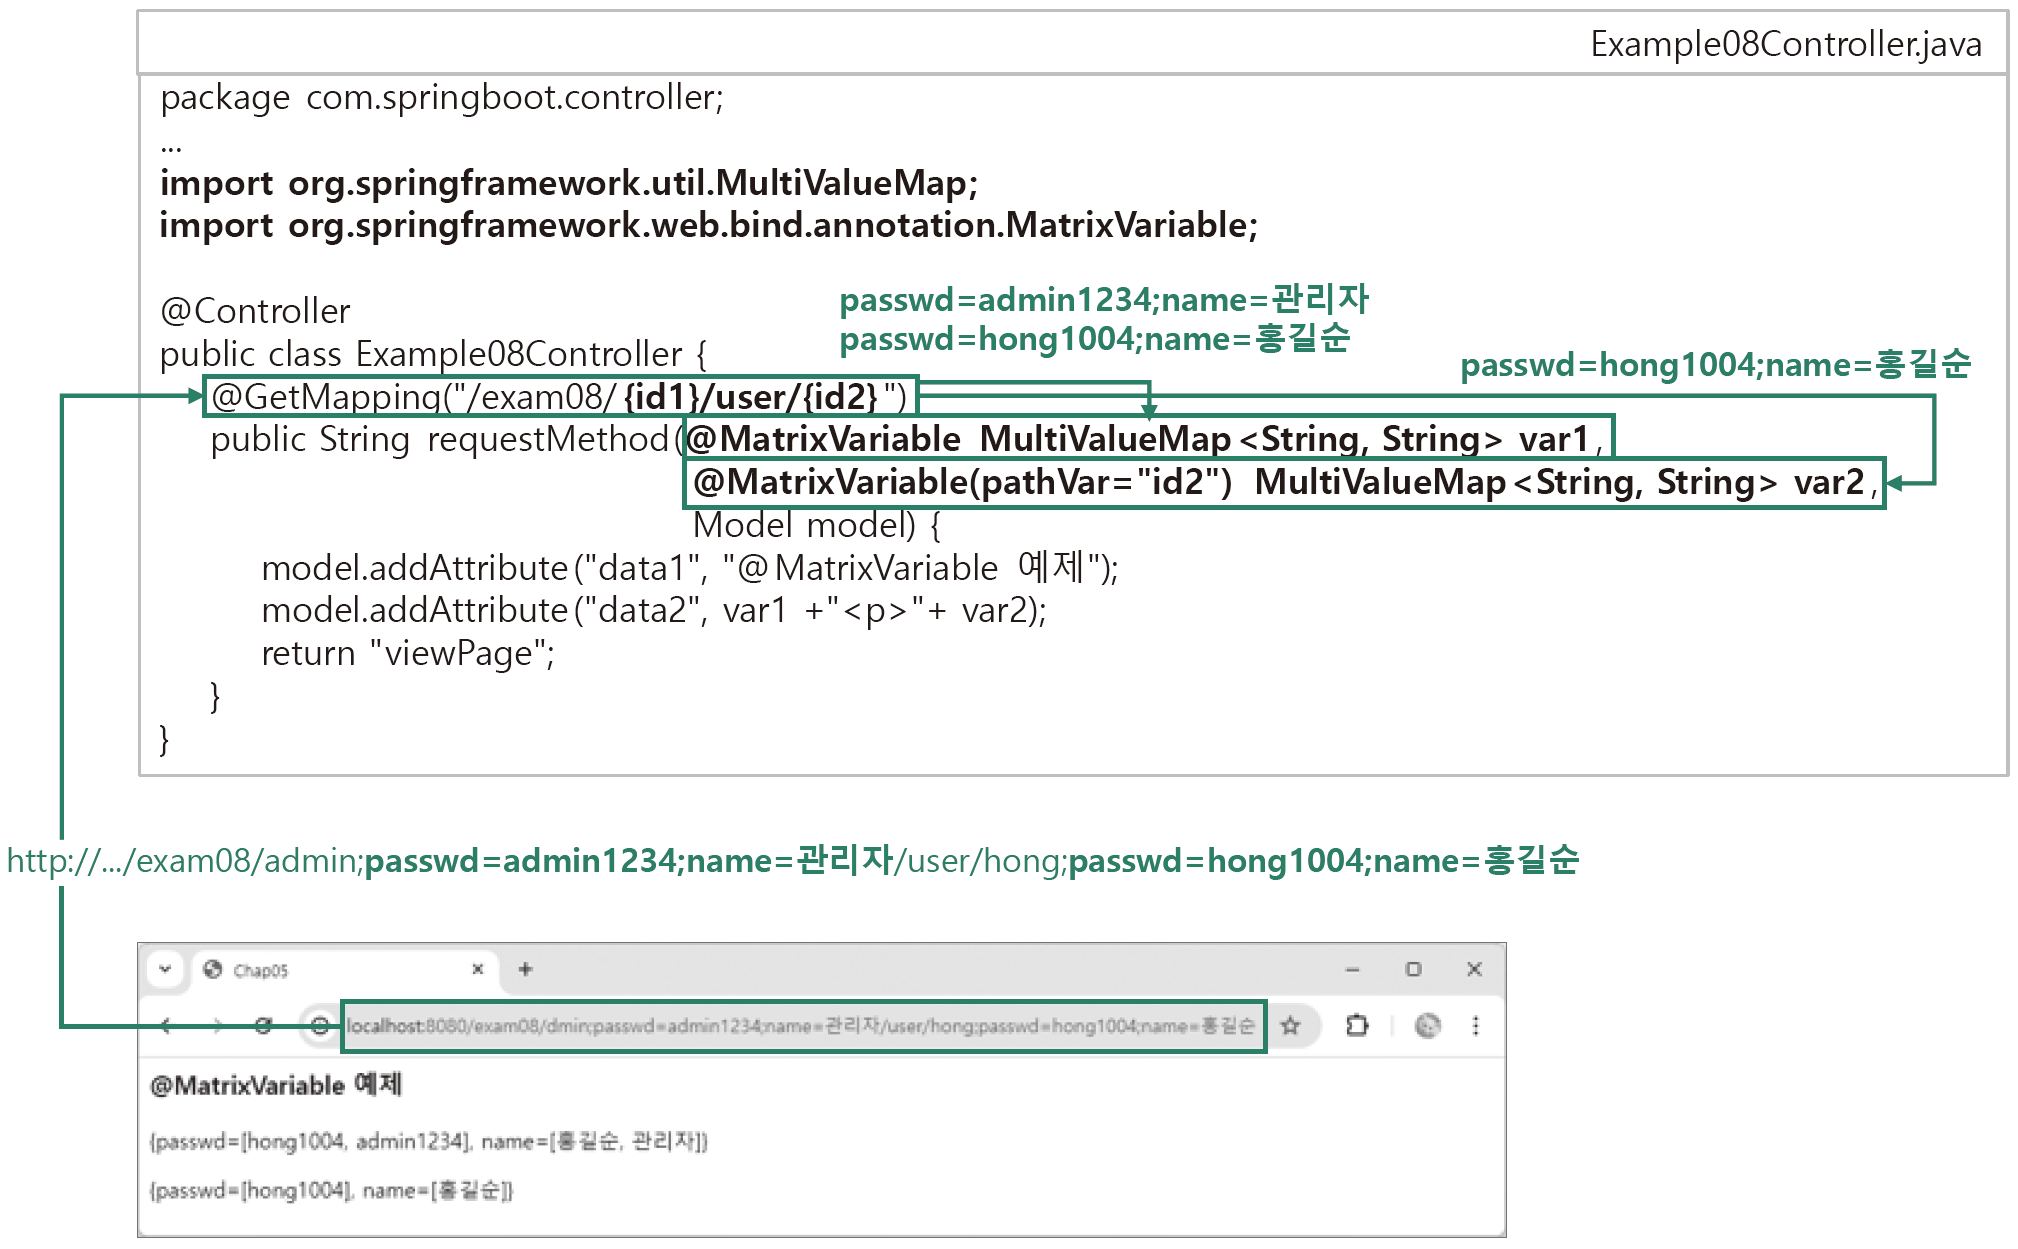 Example08Controller.java
package com.springboot.controller;
...
import org.springframework.util.MultiValueMap;
import org.springframework.web.bind.annotation.MatrixVariable;
@Controller
passwd=admin1234;name=관리자
passwd=hong1004;name=홍길순
public class Example08Controller {
passwd=hong1004;name=홍길순
@GetMapping("/exam08/{id1}/user/{id2}")
public String requestMethod(@MatrixVariable MultiValueMap<String, String> var1,
@MatrixVariable(pathVar="id2") MultiValueMap<String, String> var2,
Model model) {
model.addAttribute("data1", "@MatrixVariable 예제");
model.addAttribute("data2", var1 +"<p>"+ var2);
return "viewPage";
}
}
http://.../exam08/admin;passwd=admin1234;name=관리자/user/hong;passwd=hong1004;name=홍길순
Chap05
localhost:8080/exam08/dmin;passwd=admin1234;name=관리자/user/hong;passwd=hong1004;name=홍길순
@MatrixVariable 예제
{passwd=[hong1004, admin1234], name=[홍길순, 관리자]}
{passwd=[hong1004], name=[홍길순]}